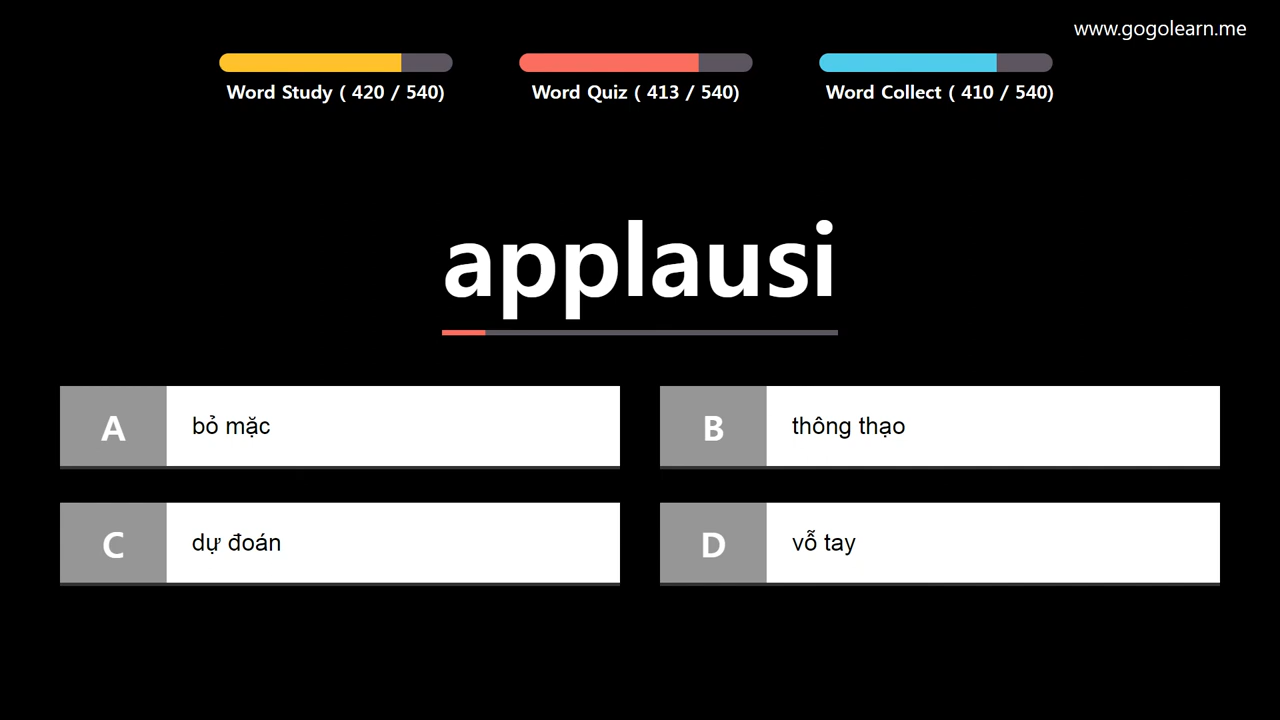 www.gogolearn.me
Word Study ( 420 / 540)
Word Quiz ( 413 / 540)
Word Collect ( 410 / 540)
applausi
A
bỏ mặc
B
thông thạo
C
dự đoán
D
vỗ tay